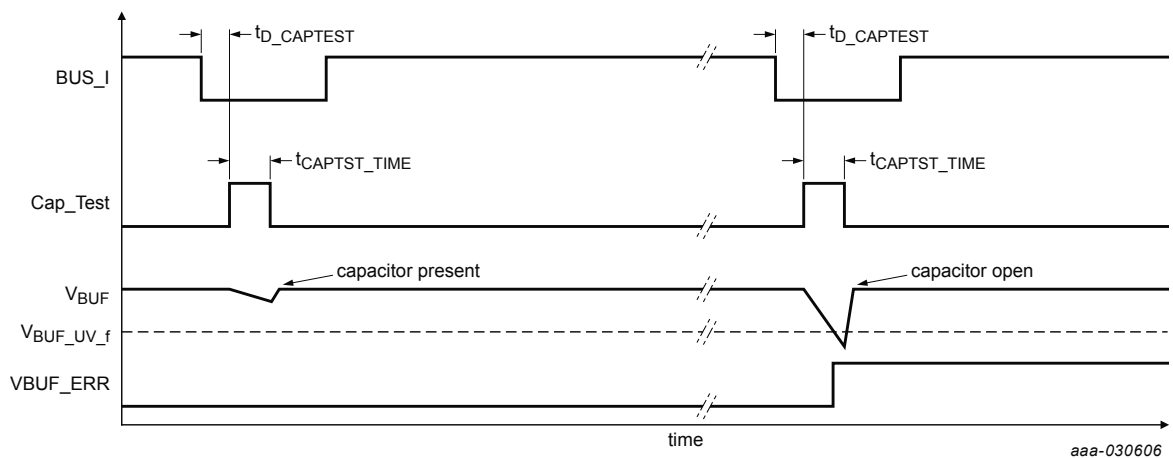 tD_CAPTEST tD_CAPTEST
BUS_I
tCAPTST_TIME tCAPTST_TIME
Cap_Test
capacitor present capacitor open
VBUF
VBUF_UV_f
VBUF_ERR
time
aaa-030606